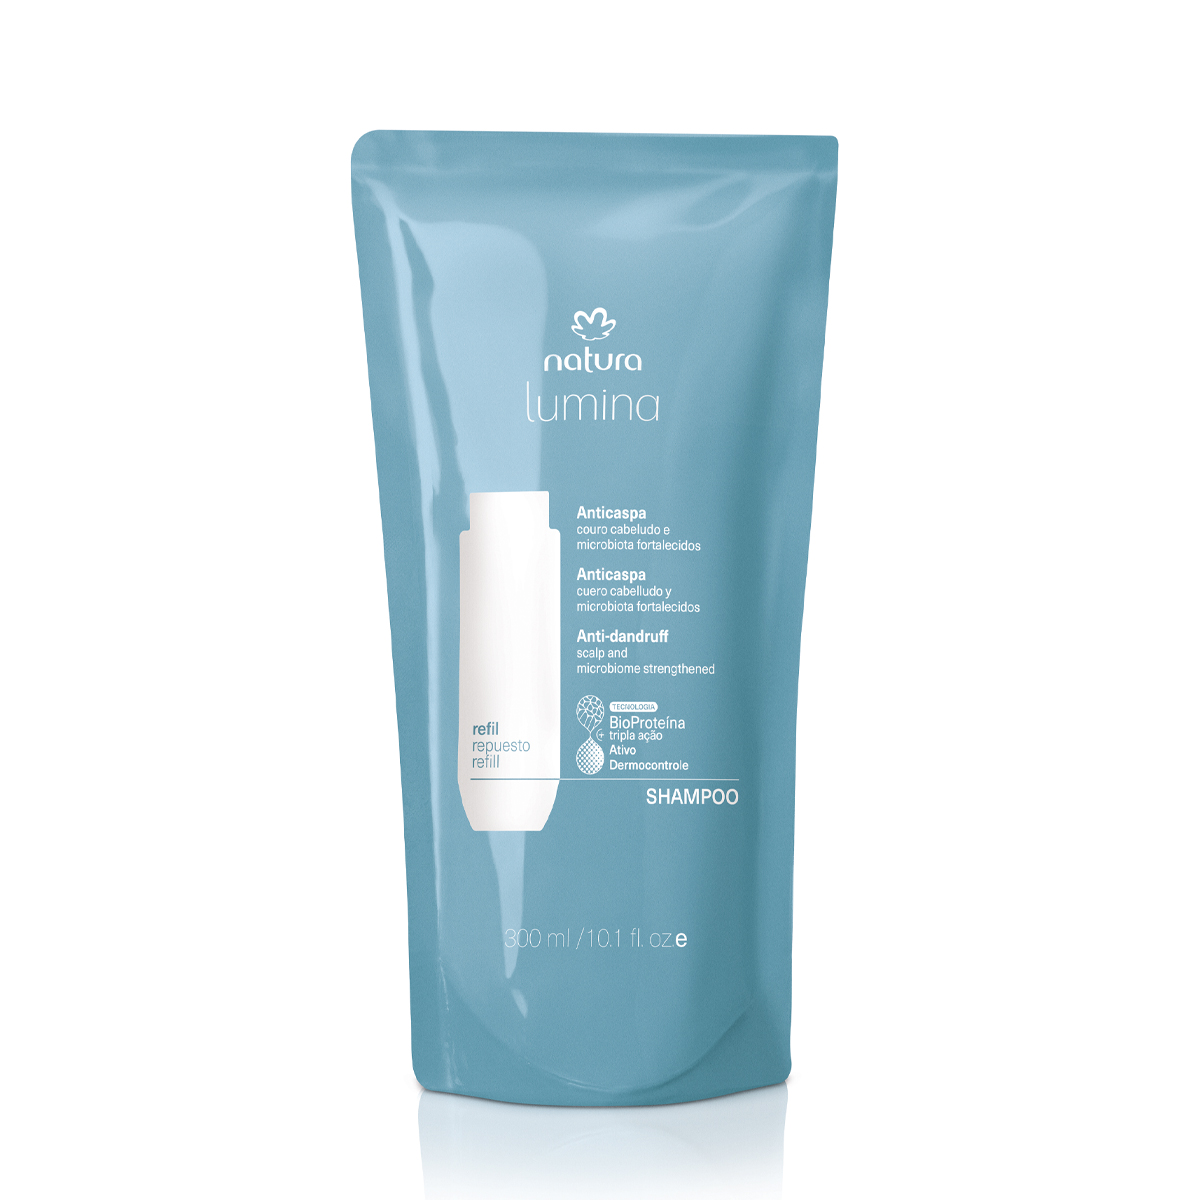 natura
lumina
Anticaspa
couro cabeludo e
microbiota fortalecidos
Anticaspa
cuero cabelludo y
microbiota fortalecidos
Anti-dandruff
scalp and
microbiome strengthened
TECNOLOGIA
BioProteína
+ tripla ação
Ativo
Dermocontrole
refil
repuesto
refill
SHAMPOO
300 ml / 10.1 fl. oz. e